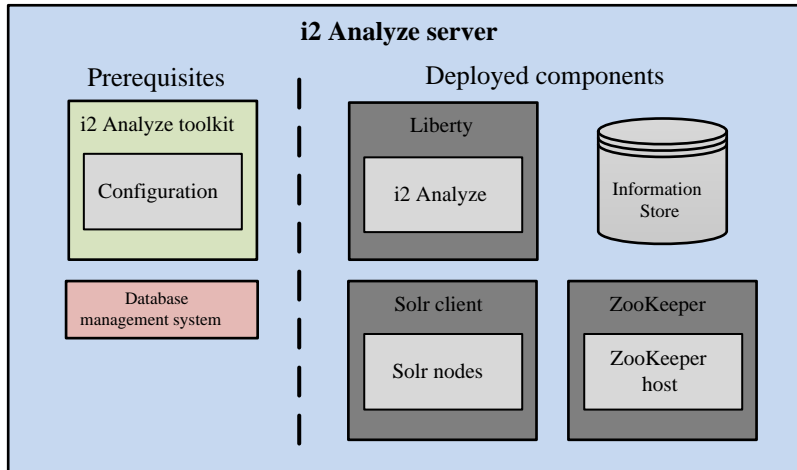 i2 Analyze server
Prerequisites
Deployed components
i2 Analyze toolkit
Configuration
Database
management system
Liberty
i2 Analyze
Information
Store
Solr client
Solr nodes
ZooKeeper
ZooKeeper
host